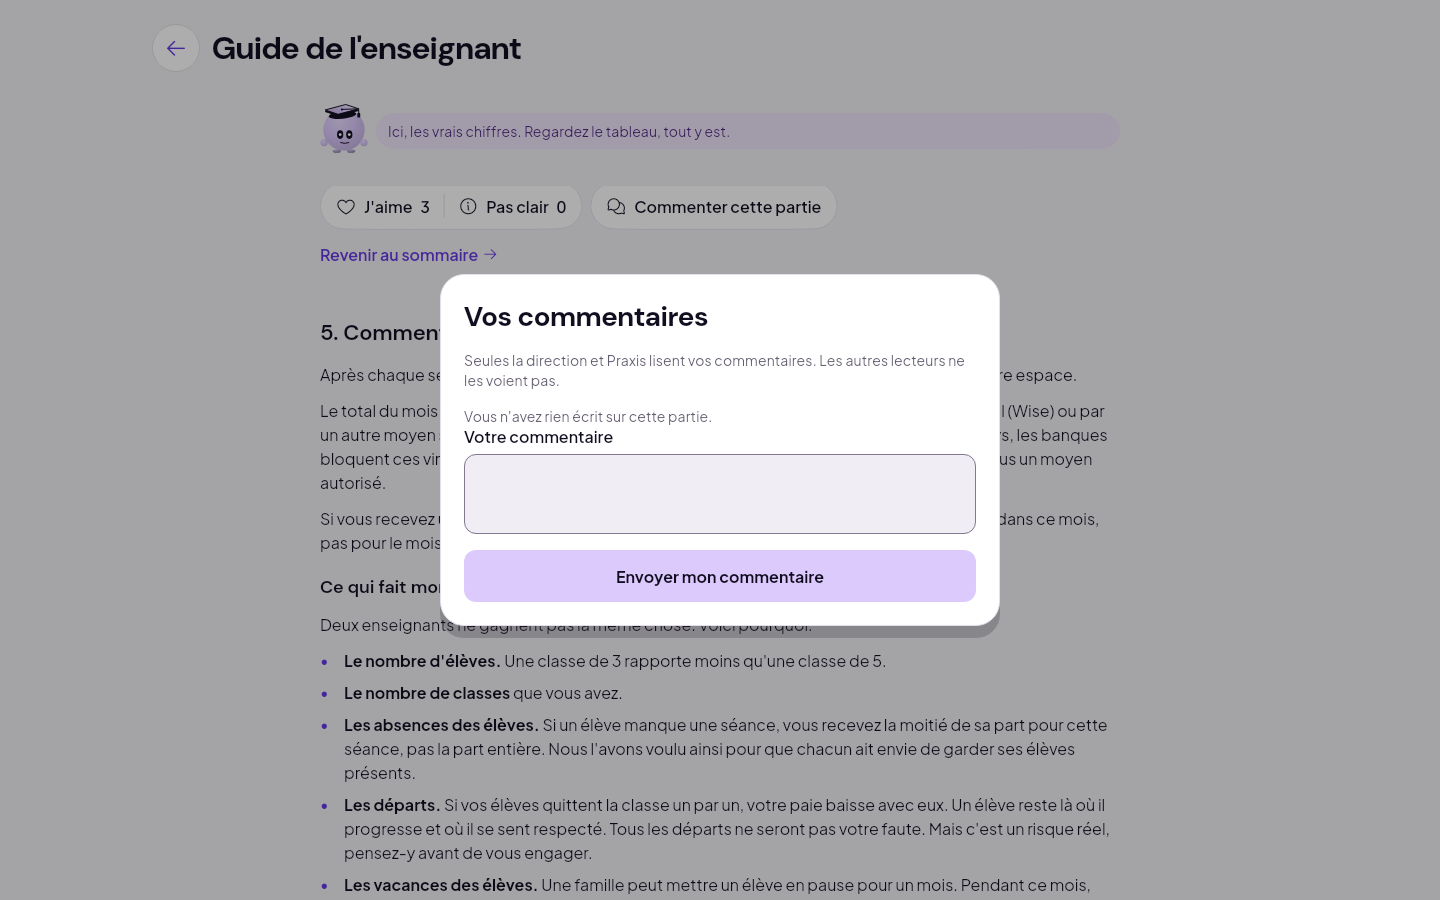 Guide de l'enseignant
Ici, les vrais chiffres. Regardez le tableau, tout y est.
J'aime 3
Pas clair 0
Commenter cette partie
Revenir au sommaire →
Vos commentaires
Seules la direction et Praxis lisent vos commentaires. Les autres lecteurs ne
les voient pas.
Vous n'avez rien écrit sur cette partie.
Votre commentaire
Envoyer mon commentaire
5.
Après chaque
re espace.
Le total du mois
(Wise) ou par
un autre moyen
les banques
bloquent ces
un moyen
autorisé.
Si vous recevez
dans ce mois,
pas pour le mois
Ce qui fait
Deux enseignants ne gagnent pas la même chose. Voici pourquoi.
• Le nombre d'élèves. Une classe de 3 rapporte moins qu'une classe de 5.
• Le nombre de classes que vous avez.
• Les absences des élèves. Si un élève manque une séance, vous recevez la moitié de sa part pour cette
séance, pas la part entière. Nous l'avons voulu ainsi pour que chacun ait envie de garder ses élèves
présents.
• Les départs. Si vos élèves quittent la classe un par un, votre paie baisse avec eux. Un élève reste là où il
progresse et où il se sent respecté. Tous les départs ne seront pas votre faute. Mais c'est un risque réel,
pensez-y avant de vous engager.
• Les vacances des élèves. Une famille peut mettre un élève en pause pour un mois. Pendant ce mois,